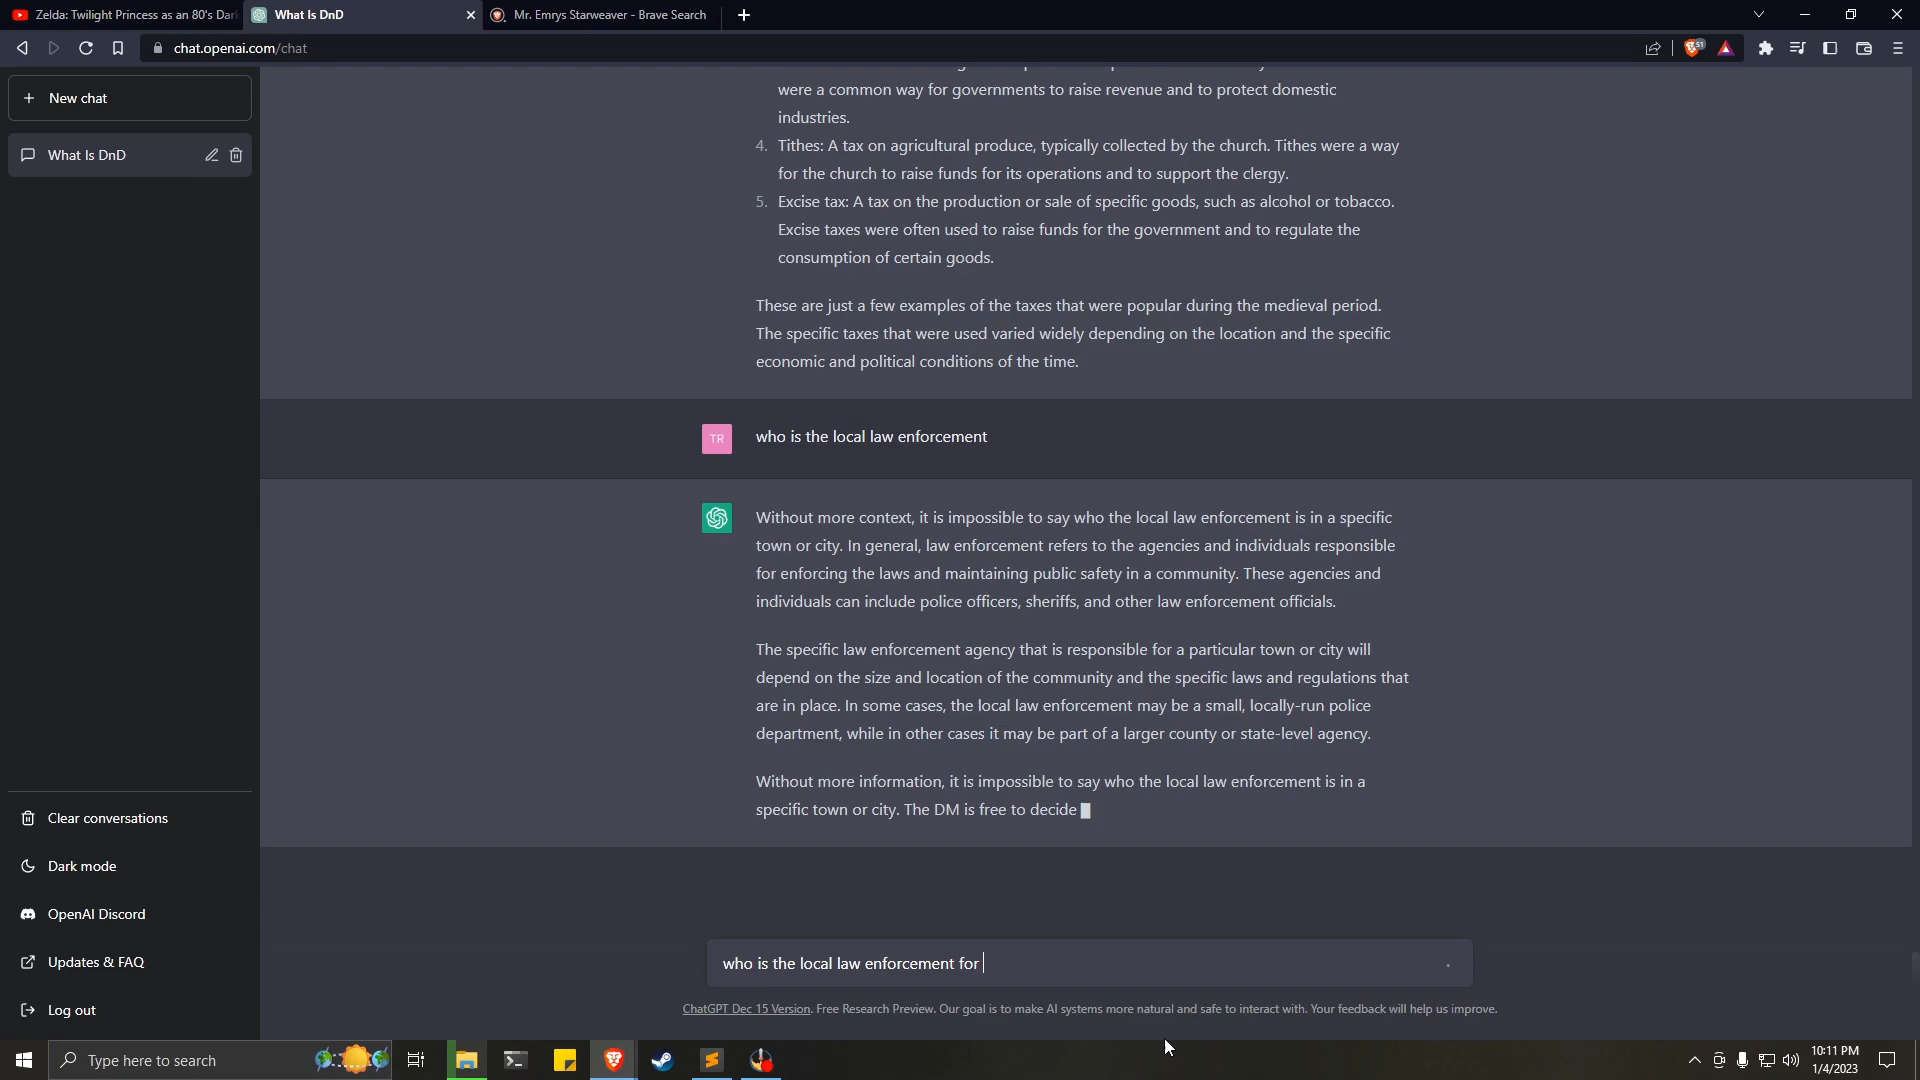 Zelda: Twilight Princess as an 80's Dar
What Is DnD
Mr. Emrys Starweaver - Brave Search
chat.openai.com/chat
51
New chat
What Is DnD
were a common way for governments to raise revenue and to protect domestic
industries.
4. Tithes: A tax on agricultural produce, typically collected by the church. Tithes were a way
for the church to raise funds for its operations and to support the clergy.
5. Excise tax: A tax on the production or sale of specific goods, such as alcohol or tobacco.
Excise taxes were often used to raise funds for the government and to regulate the
consumption of certain goods.
These are just a few examples of the taxes that were popular during the medieval period.
The specific taxes that were used varied widely depending on the location and the specific
economic and political conditions of the time.
TR
who is the local law enforcement
Without more context, it is impossible to say who the local law enforcement is in a specific
town or city. In general, law enforcement refers to the agencies and individuals responsible
for enforcing the laws and maintaining public safety in a community. These agencies and
individuals can include police officers, sheriffs, and other law enforcement officials.
The specific law enforcement agency that is responsible for a particular town or city will
depend on the size and location of the community and the specific laws and regulations that
are in place. In some cases, the local law enforcement may be a small, locally-run police
department, while in other cases it may be part of a larger county or state-level agency.
Without more information, it is impossible to say who the local law enforcement is in a
specific town or city. The DM is free to decide
Clear conversations
Dark mode
OpenAI Discord
Updates & FAQ
Log out
who is the local law enforcement for
ChatGPT Dec 15 Version. Free Research Preview. Our goal is to make AI systems more natural and safe to interact with. Your feedback will help us improve.
Type here to search
10:11 PM
1/4/2023